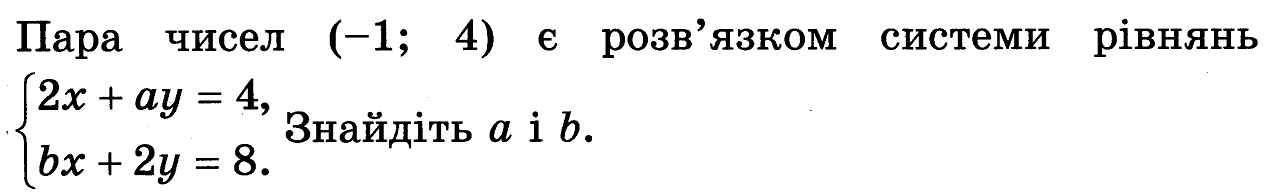 Пара чисел (−1; 4) є розв’язком системи рівнянь
2x + ay = 4,
bx + 2y = 8.
Знайдіть a і b.